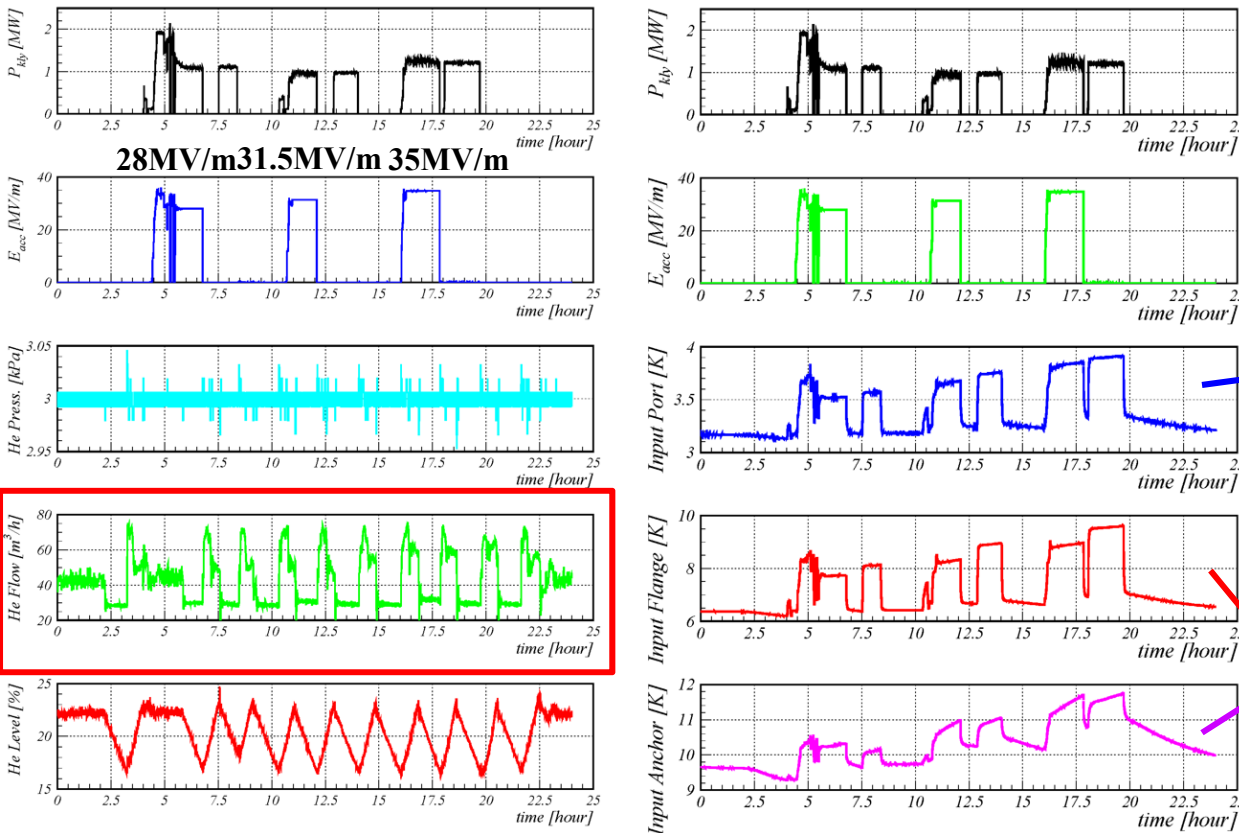 P_kly [MW]
2
1
0
0 2.5 5 7.5 10 12.5 15 17.5 20 22.5 25
time [hour]
28MV/m 31.5MV/m 35MV/m
E_acc [MV/m]
40
20
0
0 2.5 5 7.5 10 12.5 15 17.5 20 22.5 25
time [hour]
He Press. [kPa]
3.05
3
2.95
0 2.5 5 7.5 10 12.5 15 17.5 20 22.5 25
time [hour]
He Flow [m³/h]
80
60
40
20
0 2.5 5 7.5 10 12.5 15 17.5 20 22.5 25
time [hour]
He Level [%]
25
20
15
0 2.5 5 7.5 10 12.5 15 17.5 20 22.5 25
time [hour]
P_kly [MW]
2
1
0
0 2.5 5 7.5 10 12.5 15 17.5 20 22.5
time [hour]
E_acc [MV/m]
40
20
0
0 2.5 5 7.5 10 12.5 15 17.5 20 22.5
time [hour]
Input Port [K]
4
3.5
3
0 2.5 5 7.5 10 12.5 15 17.5 20 22.5
time [hour]
Input Flange [K]
10
8
6
0 2.5 5 7.5 10 12.5 15 17.5 20 22.5
time [hour]
Input Anchor [K]
12
11
10
9
0 2.5 5 7.5 10 12.5 15 17.5 20 22.5
time [hour]